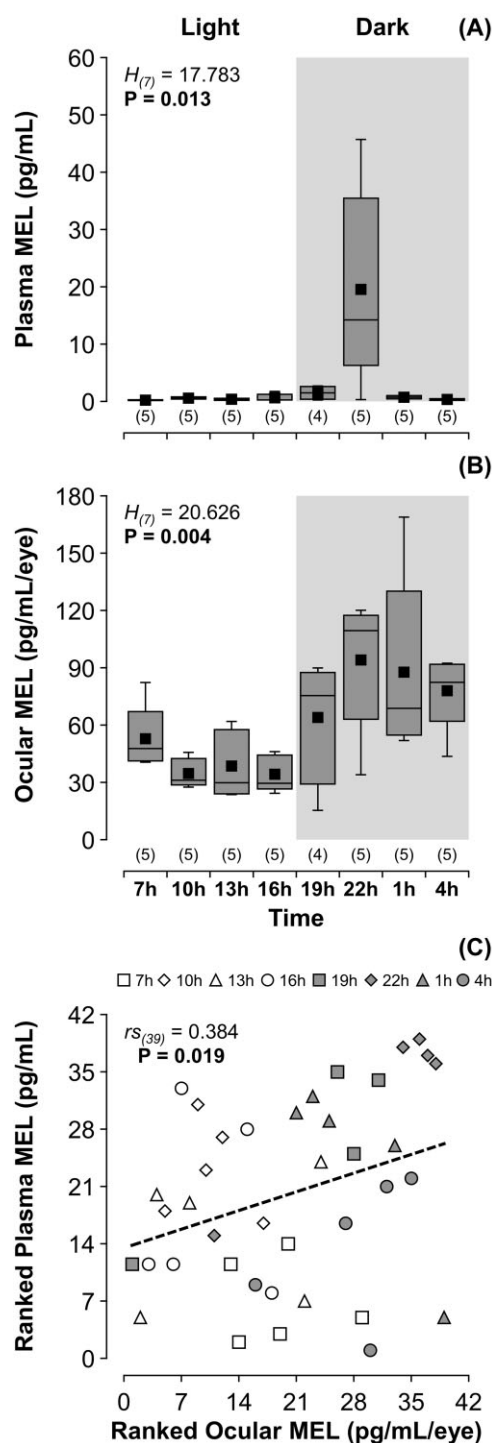 Light Dark (A)
60
50
40
30
20
10
0
Plasma MEL (pg/mL)
H(7) = 17.783
P = 0.013
(5) (5) (5) (5) (4) (5) (5) (5)
(B)
180
150
120
90
60
30
0
Ocular MEL (pg/mL/eye)
H(7) = 20.626
P = 0.004
(5) (5) (5) (5) (4) (5) (5) (5)
7h 10h 13h 16h 19h 22h 1h 4h
Time
(C)
7h 10h 13h 16h 19h 22h 1h 4h
42
35
28
21
14
7
0
Ranked Plasma MEL (pg/mL)
rs(39) = 0.384
P = 0.019
0 7 14 21 28 35 42
Ranked Ocular MEL (pg/mL/eye)